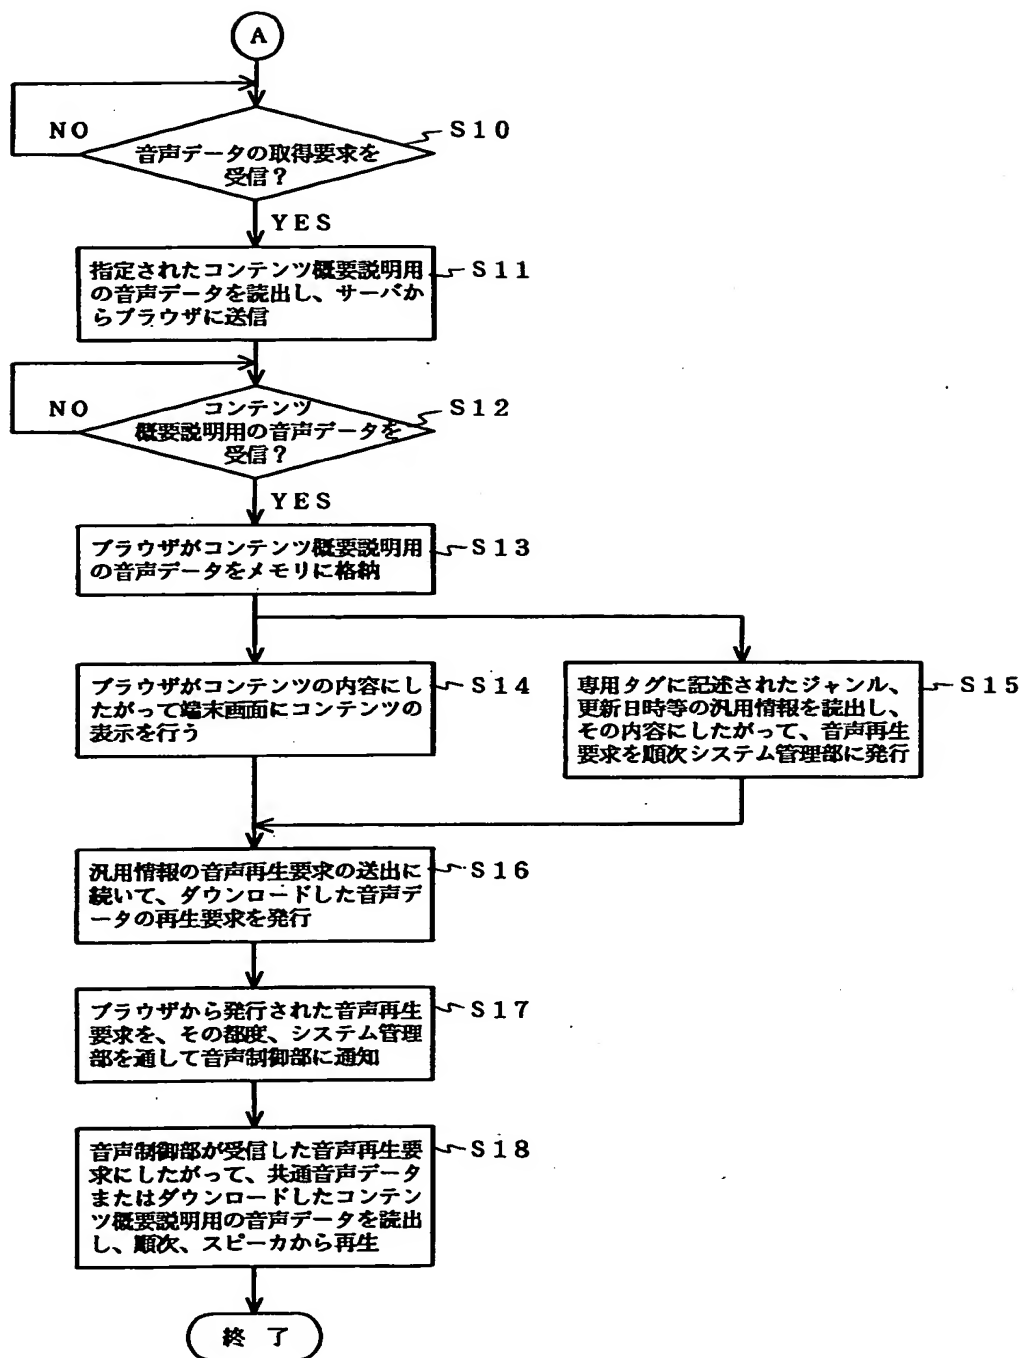 A
NO
S10
音声データの取得要求を
受信?
YES
指定されたコンテンツ概要説明用
の音声データを読出し、サーバか
らブラウザに送信
S11
NO
S12
コンテンツ
概要説明用の音声データを
受信?
YES
ブラウザがコンテンツ概要説明用
の音声データをメモリに格納
S13
ブラウザがコンテンツの内容にし
たがって端末画面にコンテンツの
表示を行う
S14
専用タグに記述されたジャンル、
更新日時等の汎用情報を読出し、
その内容にしたがって、音声再生
要求を順次システム管理部に発行
S15
汎用情報の音声再生要求の送出に
続いて、ダウンロードした音声デ
ータの再生要求を発行
S16
ブラウザから発行された音声再生
要求を、その都度、システム管理
部を通して音声制御部に通知
S17
音声制御部が受信した音声再生要
求にしたがって、共通音声データ
またはダウンロードしたコンテン
ツ概要説明用の音声データを読出
し、順次、スピーカから再生
S18
終 了